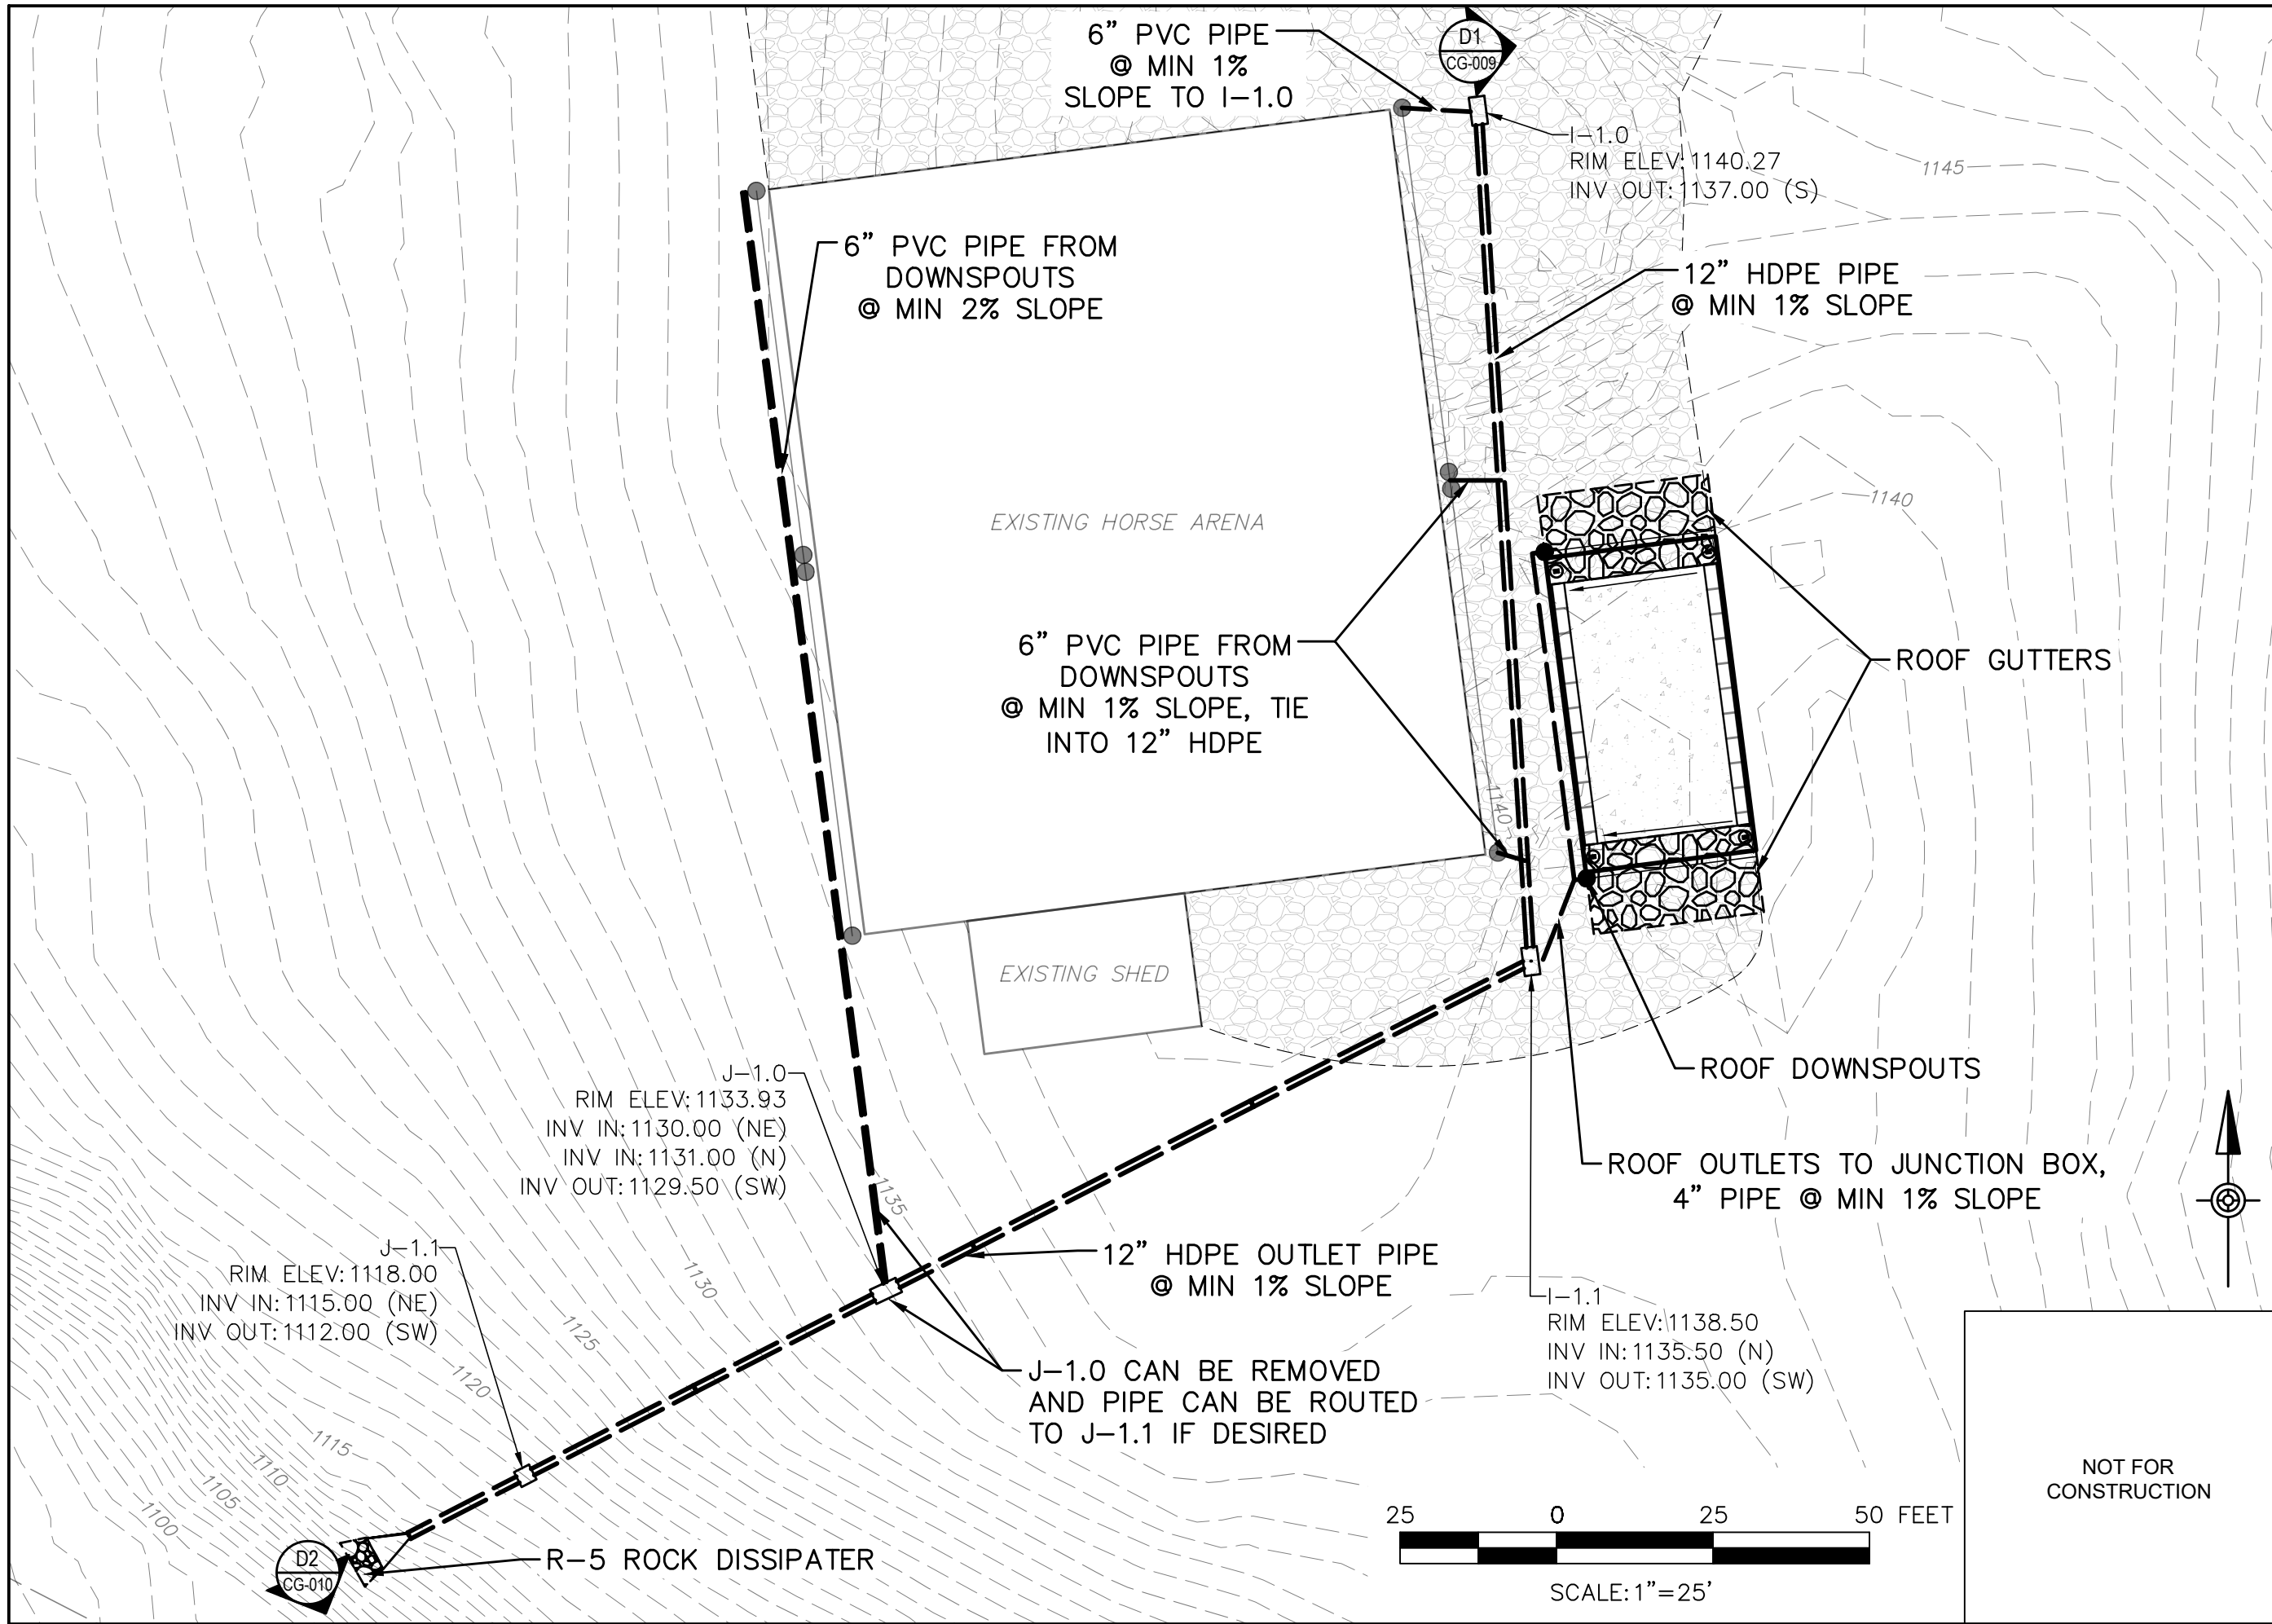 6” PVC PIPE
@ MIN 1%
SLOPE TO I-1.0
D1
CG-009
I-1.0
RIM ELEV: 1140.27
INV OUT: 1137.00 (S)
1145
6” PVC PIPE FROM
DOWNSPOUTS
@ MIN 2% SLOPE
12” HDPE PIPE
@ MIN 1% SLOPE
1140
EXISTING HORSE ARENA
6” PVC PIPE FROM
DOWNSPOUTS
@ MIN 1% SLOPE, TIE
INTO 12” HDPE
ROOF GUTTERS
1140
EXISTING SHED
ROOF DOWNSPOUTS
J-1.0
RIM ELEV: 1133.93
INV IN: 1130.00 (NE)
INV IN: 1131.00 (N)
INV OUT: 1129.50 (SW)
1135
ROOF OUTLETS TO JUNCTION BOX,
4” PIPE @ MIN 1% SLOPE
J-1.1
RIM ELEV: 1118.00
INV IN: 1115.00 (NE)
INV OUT: 1112.00 (SW)
1130
12” HDPE OUTLET PIPE
@ MIN 1% SLOPE
I-1.1
RIM ELEV: 1138.50
INV IN: 1135.50 (N)
INV OUT: 1135.00 (SW)
1125
1120
J-1.0 CAN BE REMOVED
AND PIPE CAN BE ROUTED
TO J-1.1 IF DESIRED
1115
1110
1105
1100
D2
CG-010
R-5 ROCK DISSIPATER
25 0 25 50 FEET
SCALE: 1”=25’
NOT FOR
CONSTRUCTION